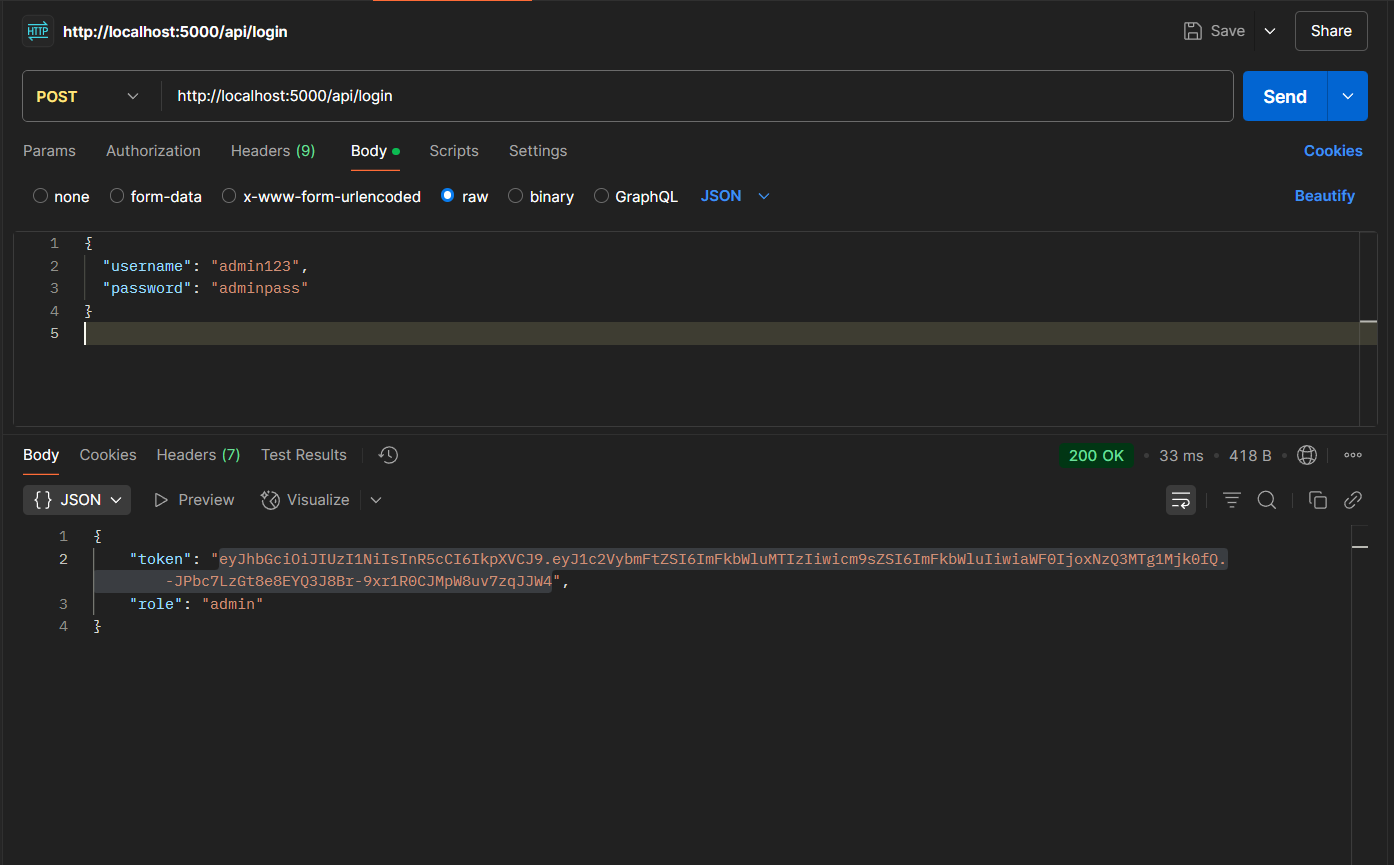 HTTP http://localhost:5000/api/login Save Share
POST http://localhost:5000/api/login Send
Params Authorization Headers (9) Body Scripts Settings Cookies
none form-data x-www-form-urlencoded raw binary GraphQL JSON Beautify
1 {
2 "username": "admin123",
3 "password": "adminpass"
4 }
5
Body Cookies Headers (7) Test Results 200 OK • 33 ms • 418 B •
{} JSON Preview Visualize
1 {
2 "token": "eyJhbGciOiJIUzI1NiIsInR5cCI6IkpXVCJ9.eyJ1c2VybmFtZSI6ImFkbWluMTIzIiwicm9sZSI6ImFkbWluIiwiaWF0IjoxNzQ3MTg1Mjk0fQ.
-JPbc7LzGt8e8EYQ3J8Br-9xr1R0CJMpW8uv7zqJJW4",
3 "role": "admin"
4 }